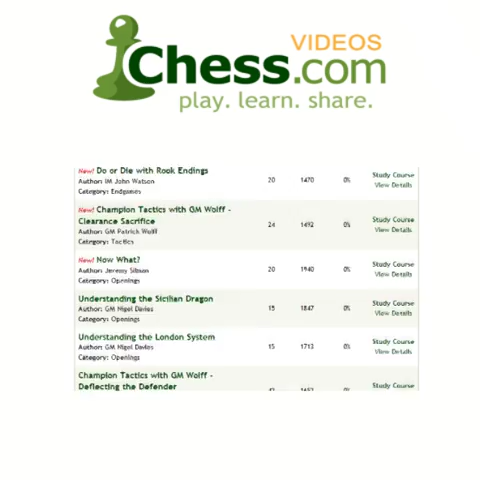 VIDEOS
Chess.com
play. learn. share.
New! Do or Die with Rook Endings
Author: IM John Watson
Category: Endgames
20 1470 0% Study Course
View Details
New! Champion Tactics with GM Wolff -
Clearance Sacrifice
Author: GM Patrick Wolff
Category: Tactics
24 1492 0% Study Course
View Details
New! Now What?
Author: Jeremy Silman
Category: Openings
20 1940 0% Study Course
View Details
Understanding the Sicilian Dragon
Author: GM Nigel Davies
Category: Openings
15 1847 0% Study Course
View Details
Understanding the London System
Author: GM Nigel Davies
Category: Openings
15 1713 0% Study Course
View Details
Champion Tactics with GM Wolff -
Deflecting the Defender
Study Course